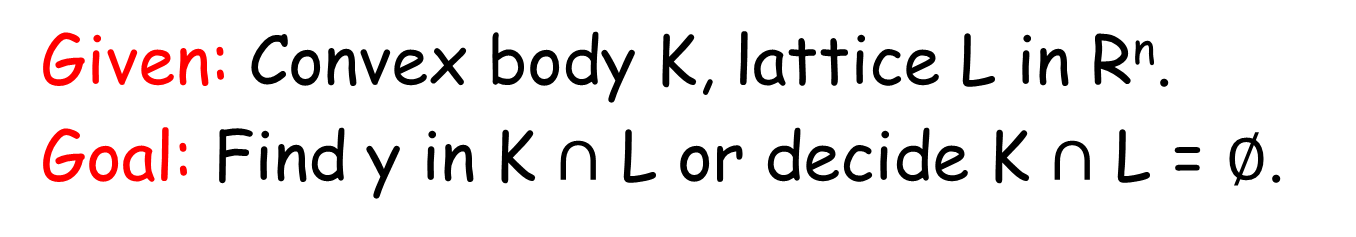 Given: Convex body K, lattice L in Rⁿ.
Goal: Find y in K ∩ L or decide K ∩ L = ∅.